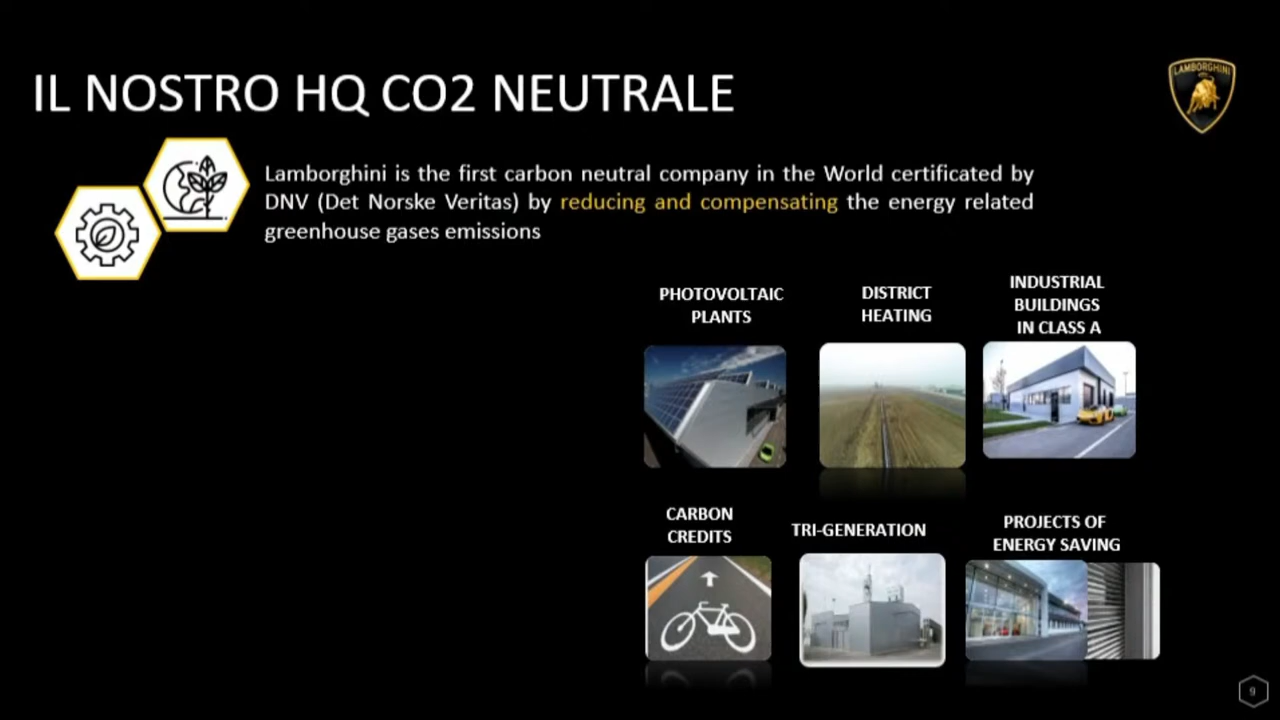 IL NOSTRO HQ CO2 NEUTRALE
LAMBORGHINI
Lamborghini is the first carbon neutral company in the World certificated by
DNV (Det Norske Veritas) by reducing and compensating the energy related
greenhouse gases emissions
PHOTOVOLTAIC
PLANTS
DISTRICT
HEATING
INDUSTRIAL
BUILDINGS
IN CLASS A
CARBON
CREDITS
TRI-GENERATION
PROJECTS OF
ENERGY SAVING
9